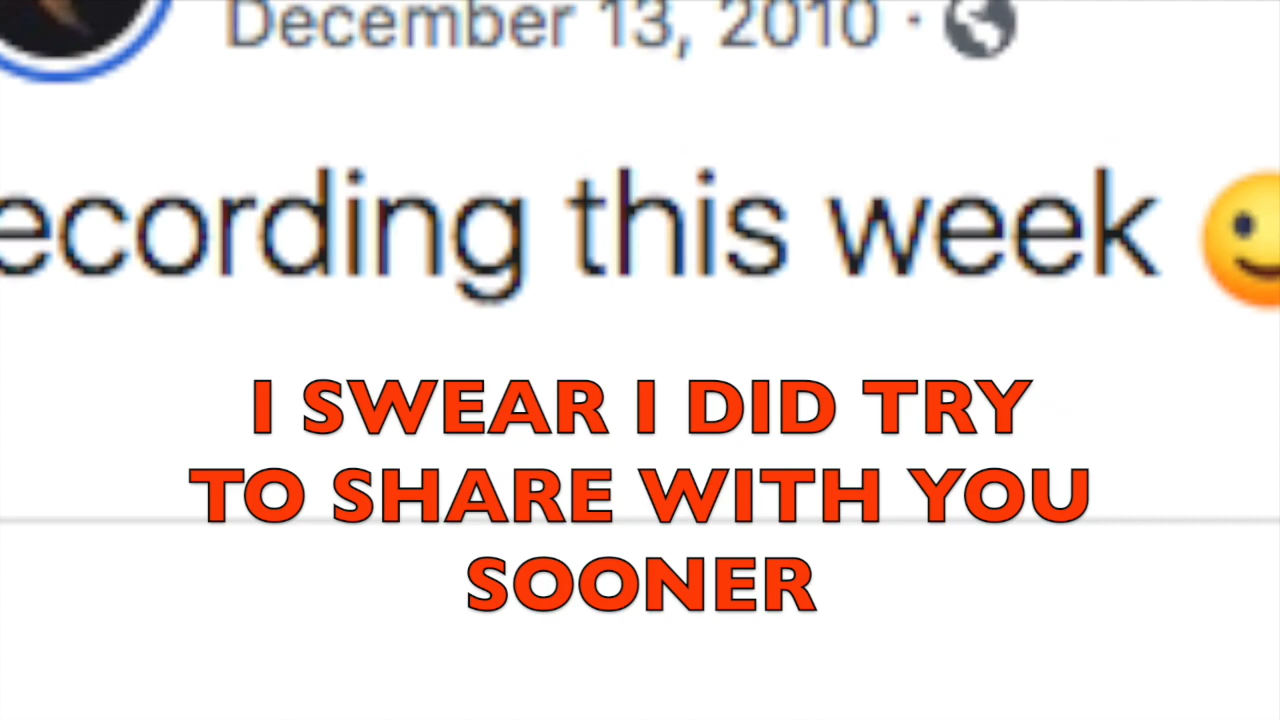 December 13, 2010 ·
ecording this week 🙂
I SWEAR I DID TRY
TO SHARE WITH YOU
SOONER